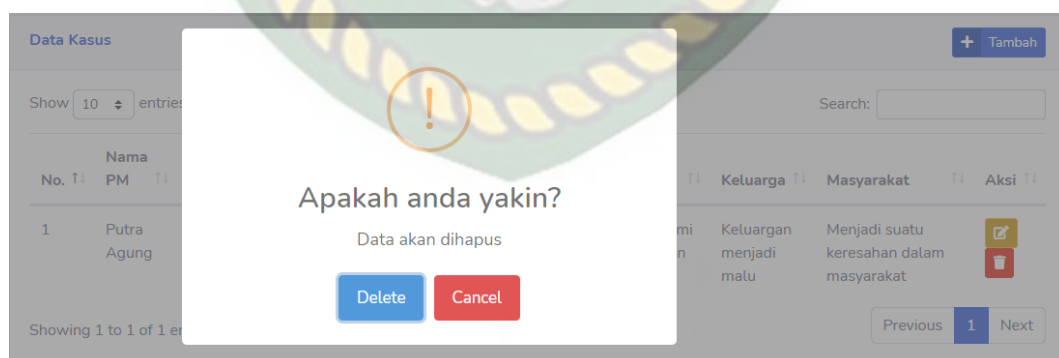 Data Kasus
+ Tambah
Show 10 entries
Search:
No. Nama PM Keluarga Masyarakat Aksi
1 Putra Keluargan Menjadi suatu
Agung menjadi keresahan dalam
malu masyarakat
Showing 1 to 1 of 1
Previous 1 Next
Apakah anda yakin?
Data akan dihapus
Delete Cancel